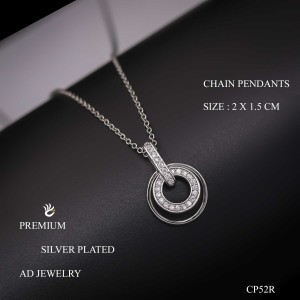 CHAIN PENDANTS
SIZE : 2 X 1.5 CM
PREMIUM
SILVER PLATED
AD JEWELRY
CP52R